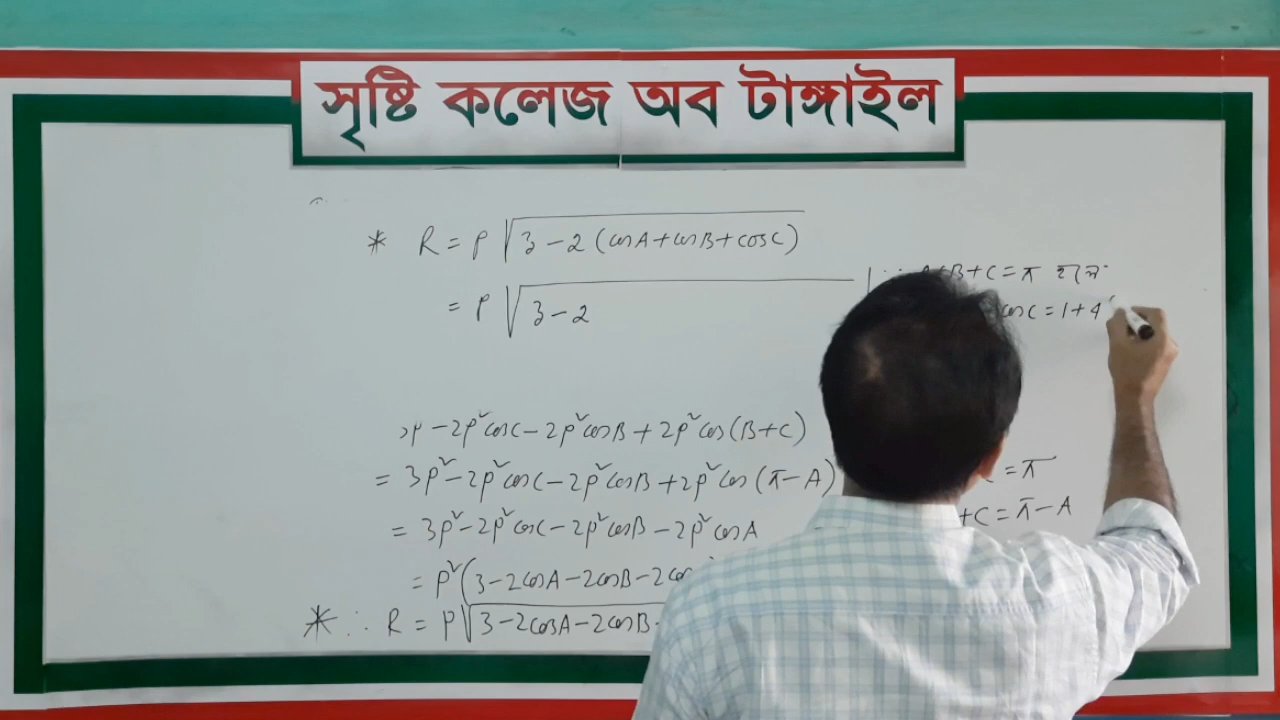 সৃষ্টি কলেজ অব টাঙ্গাইল
* R = P √3 − 2 (cosA + cosB + cosC)
= P √3 − 2
B + C = π হলে
cosC = 1 + 4
− 2P² cosC − 2P² cosB + 2P² cos (B + C)
= 3P² − 2P² cosC − 2P² cosB + 2P² cos (π − A)
= π
= 3P² − 2P² cosC − 2P² cosB − 2P² cosA
+ C = π − A
= P² (3 − 2cosA − 2cosB − 2co
* ∴ R = P √3 − 2cosA − 2cosB